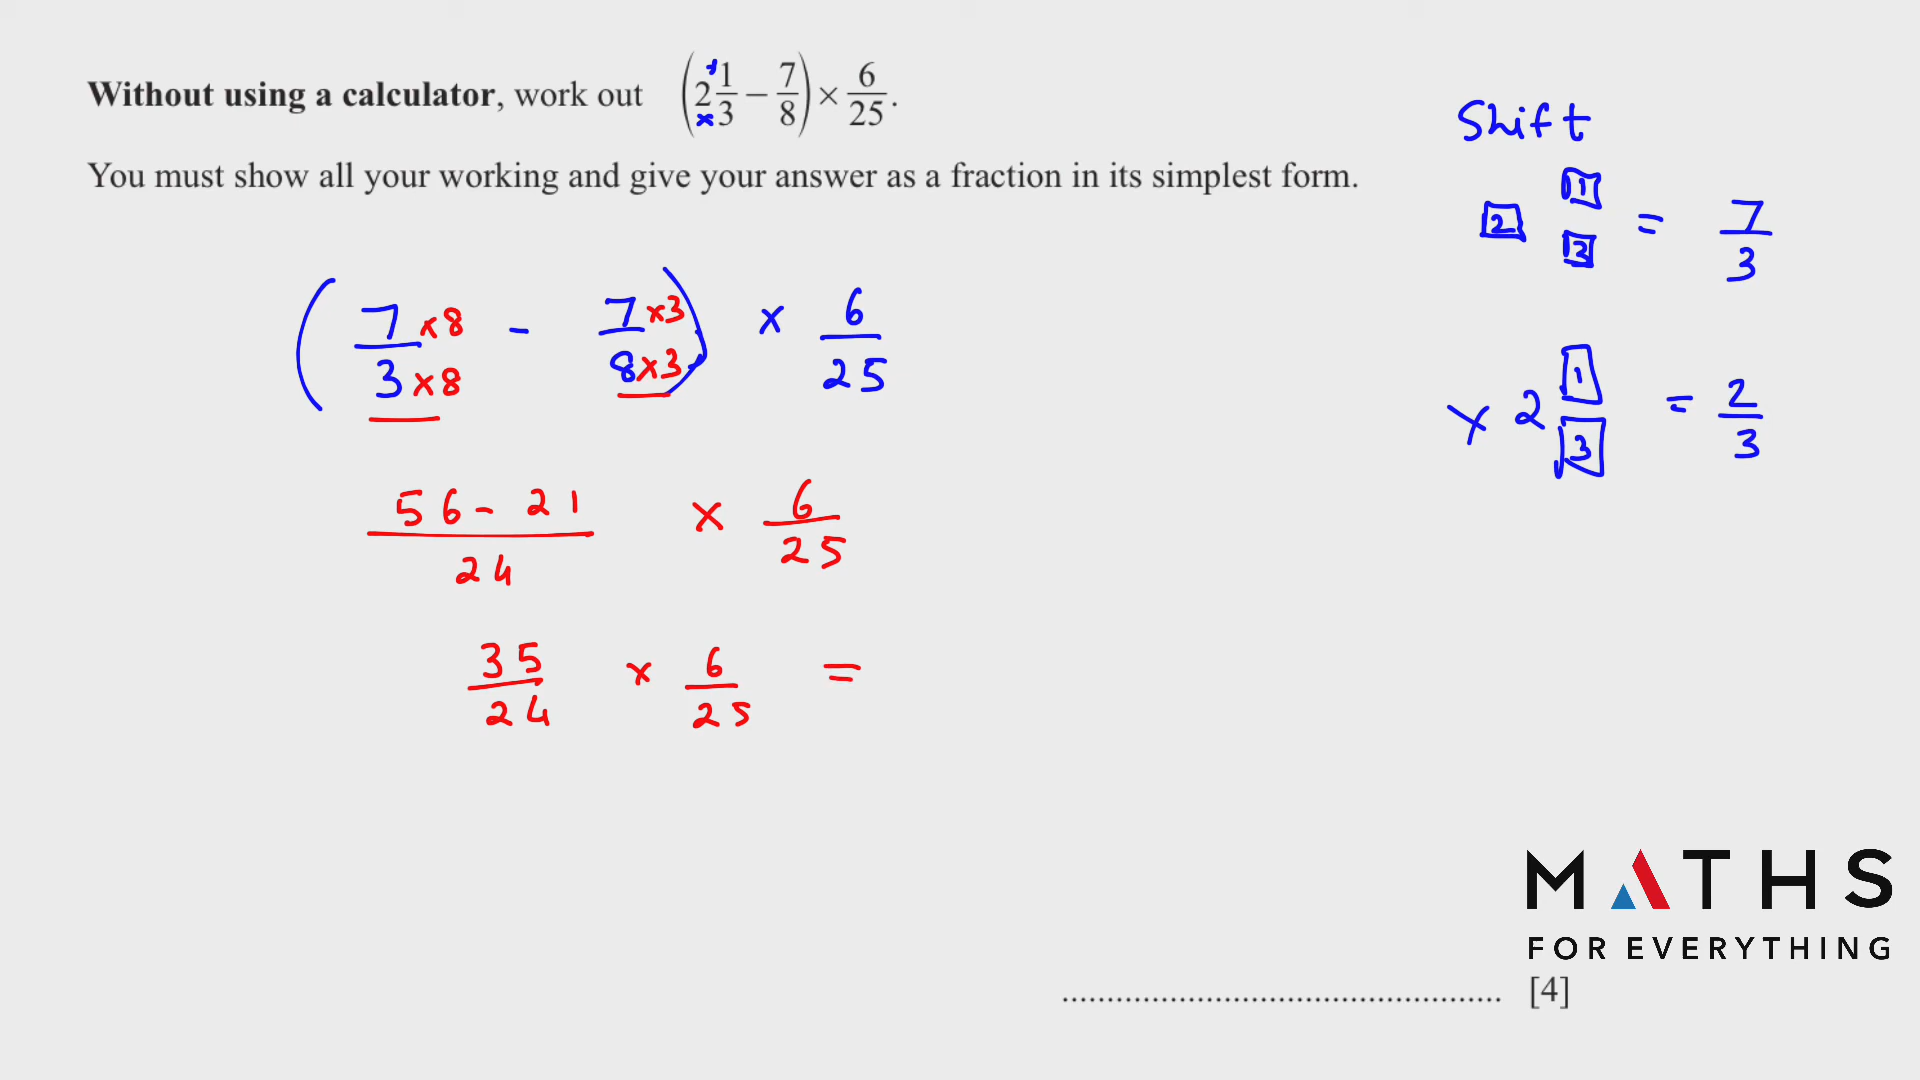 Without using a calculator, work out (2 1/3 − 7/8) × 6/25.
+
×
You must show all your working and give your answer as a fraction in its simplest form.
Shift
2 1/3 = 7/3
(7×8/3×8 - 7×3/8×3) × 6/25
× 2 1/3 = 2/3
56 - 21/24 × 6/25
35/24 × 6/25 =
MATHS
FOR EVERYTHING
................................................. [4]